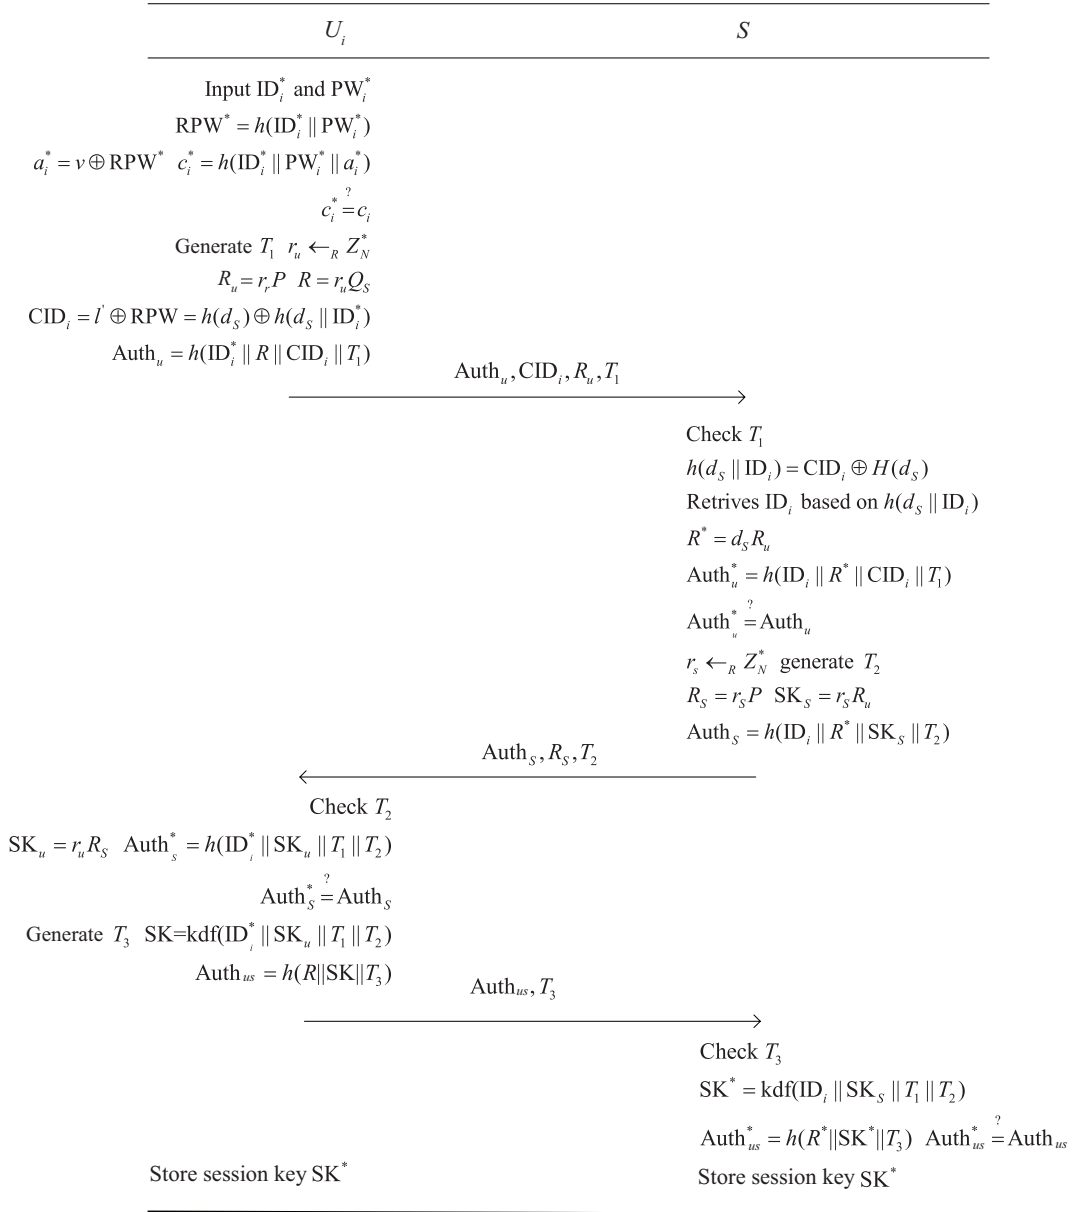 U_i S
Input ID_i^* and PW_i^*
RPW^* = h(ID_i^* || PW_i^*)
a_i^* = v ⊕ RPW^* c_i^* = h(ID_i^* || PW_i^* || a_i^*)
c_i^* =^? c_i
Generate T_1 r_u ←_R Z_N^*
R_u = r_r P R = r_u Q_S
CID_i = l' ⊕ RPW = h(d_S) ⊕ h(d_S || ID_i^*)
Auth_u = h(ID_i^* || R || CID_i || T_1)
Auth_u, CID_i, R_u, T_1
Check T_1
h(d_S || ID_i) = CID_i ⊕ H(d_S)
Retrives ID_i based on h(d_S || ID_i)
R^* = d_S R_u
Auth_u^* = h(ID_i || R^* || CID_i || T_1)
Auth_u^* =^? Auth_u
r_s ←_R Z_N^* generate T_2
R_S = r_S P SK_S = r_S R_u
Auth_S = h(ID_i || R^* || SK_S || T_2)
Auth_S, R_S, T_2
Check T_2
SK_u = r_u R_S Auth_s^* = h(ID_i^* || SK_u || T_1 || T_2)
Auth_S^* =^? Auth_S
Generate T_3 SK=kdf(ID_i^* || SK_u || T_1 || T_2)
Auth_us = h(R||SK||T_3)
Auth_us, T_3
Check T_3
SK^* = kdf(ID_i || SK_S || T_1 || T_2)
Auth_us^* = h(R^*||SK^*||T_3) Auth_us^* =^? Auth_us
Store session key SK^* Store session key SK^*